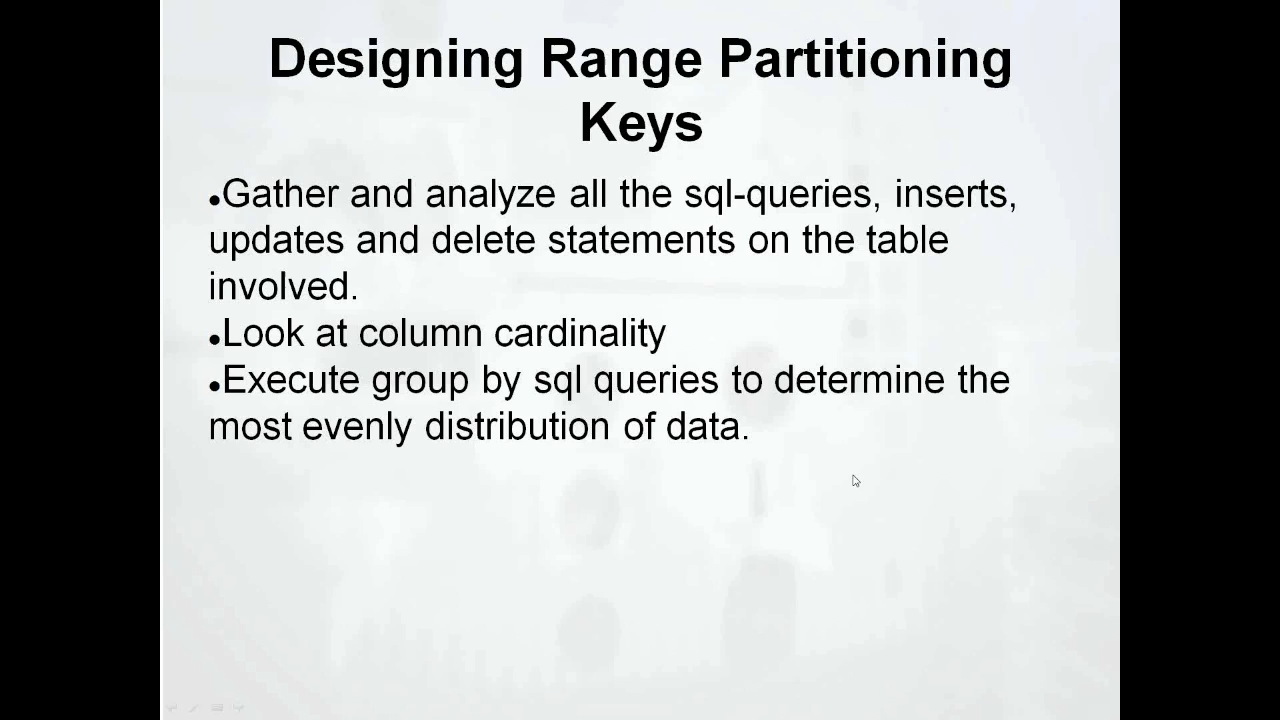 Designing Range Partitioning
Keys
●Gather and analyze all the sql-queries, inserts,
updates and delete statements on the table
involved.
●Look at column cardinality
●Execute group by sql queries to determine the
most evenly distribution of data.